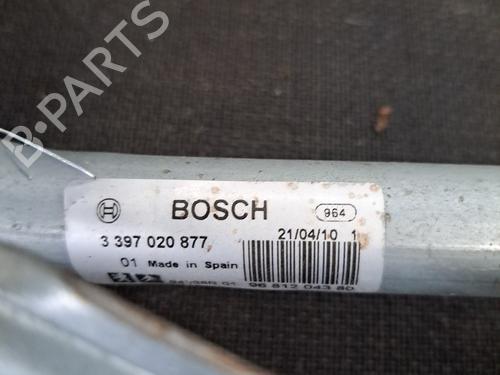 B-PARTS
BOSCH
964
3 397 020 877
21/04/10 1
01 Made in Spain
96 812 043 80